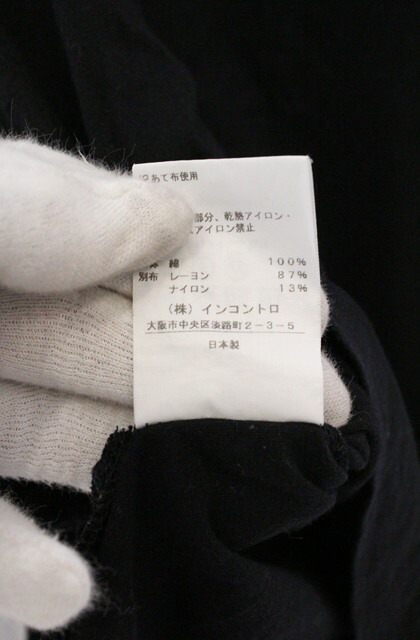 あて布使用
部分、乾熱アイロン・
アイロン禁止
綿 100%
別布 レーヨン 87%
ナイロン 13%
(株) インコントロ
大阪市中央区淡路町2-3-5
日本製